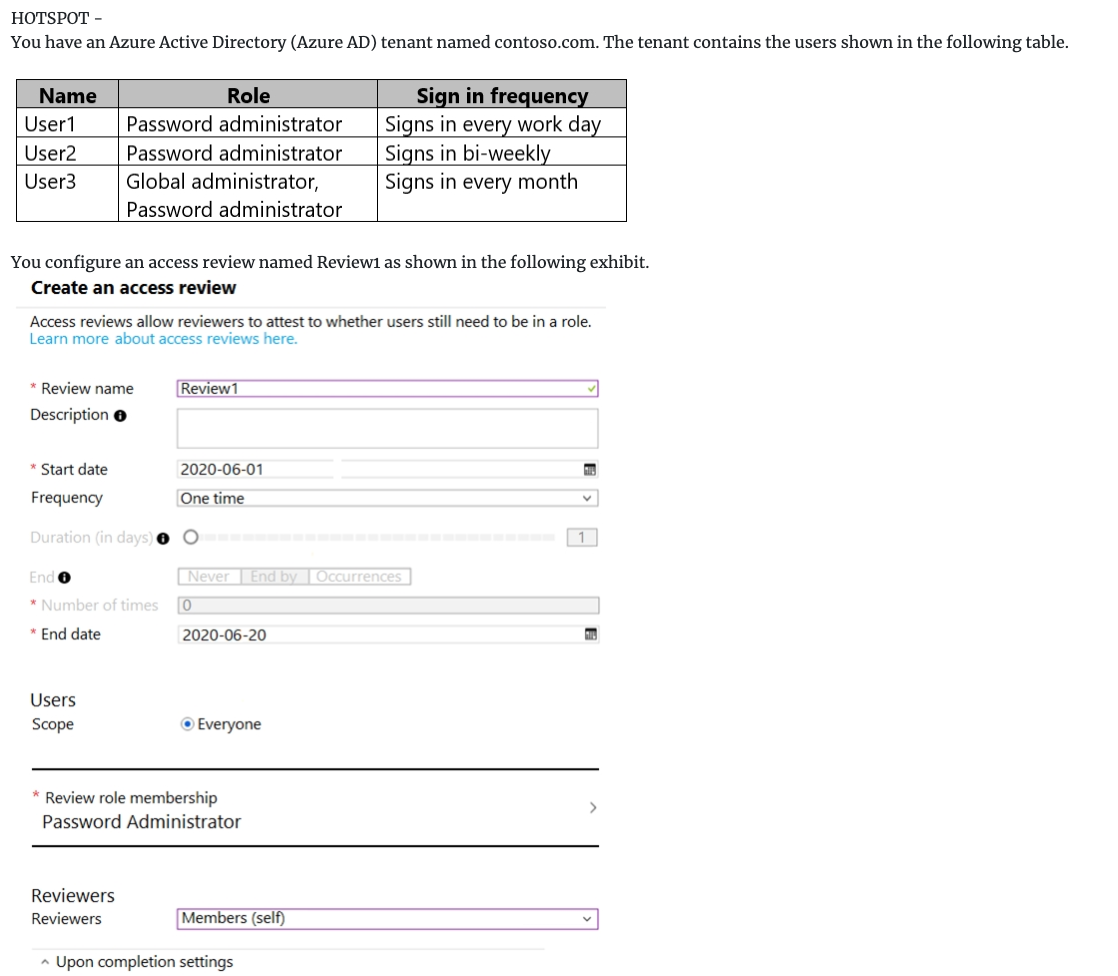 HOTSPOT -
You have an Azure Active Directory (Azure AD) tenant named contoso.com. The tenant contains the users shown in the following table.
Name Role Sign in frequency
User1 Password administrator Signs in every work day
User2 Password administrator Signs in bi-weekly
User3 Global administrator, Signs in every month
Password administrator
You configure an access review named Review1 as shown in the following exhibit.
Create an access review
Access reviews allow reviewers to attest to whether users still need to be in a role.
Learn more about access reviews here.
* Review name Review1
Description
* Start date 2020-06-01
Frequency One time
Duration (in days) 1
End Never End by Occurrences
* Number of times 0
* End date 2020-06-20
Users
Scope Everyone
* Review role membership
Password Administrator
Reviewers
Reviewers Members (self)
Upon completion settings